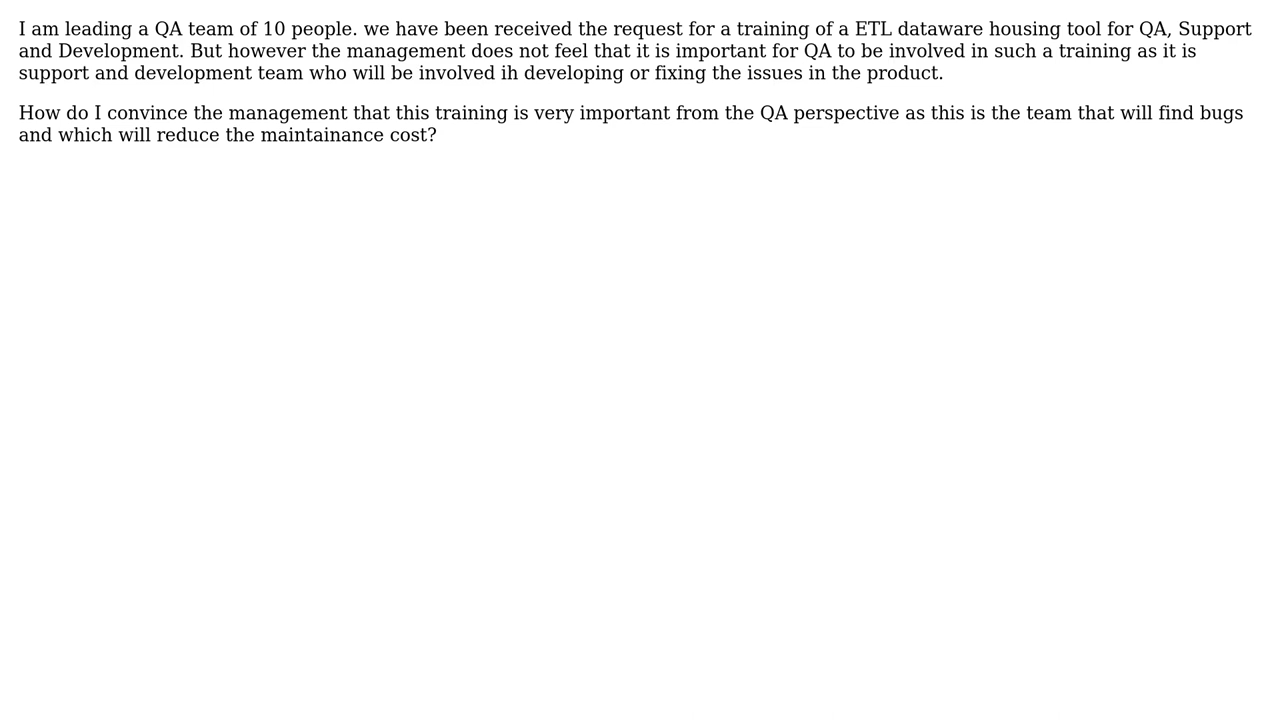 I am leading a QA team of 10 people. we have been received the request for a training of a ETL dataware housing tool for QA, Support
and Development. But however the management does not feel that it is important for QA to be involved in such a training as it is
support and development team who will be involved ih developing or fixing the issues in the product.
How do I convince the management that this training is very important from the QA perspective as this is the team that will find bugs
and which will reduce the maintainance cost?